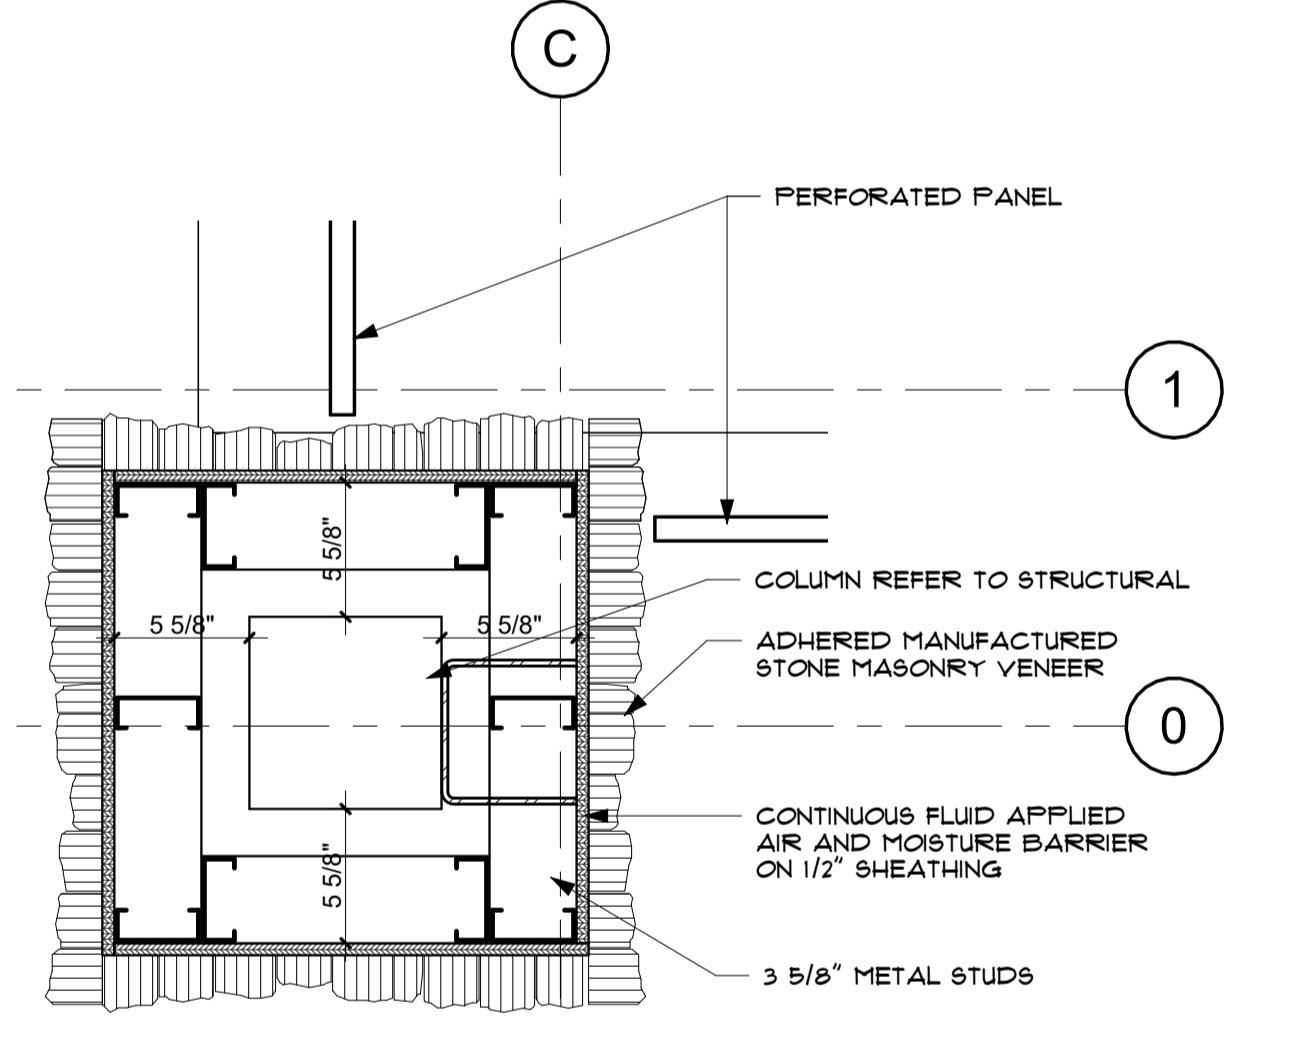 C
PERFORATED PANEL
1
5 5/8"
COLUMN REFER TO STRUCTURAL
5 5/8"
5 5/8"
ADHERED MANUFACTURED
STONE MASONRY VENEER
0
CONTINUOUS FLUID APPLIED
AIR AND MOISTURE BARRIER
ON 1/2" SHEATHING
5 5/8"
3 5/8" METAL STUDS